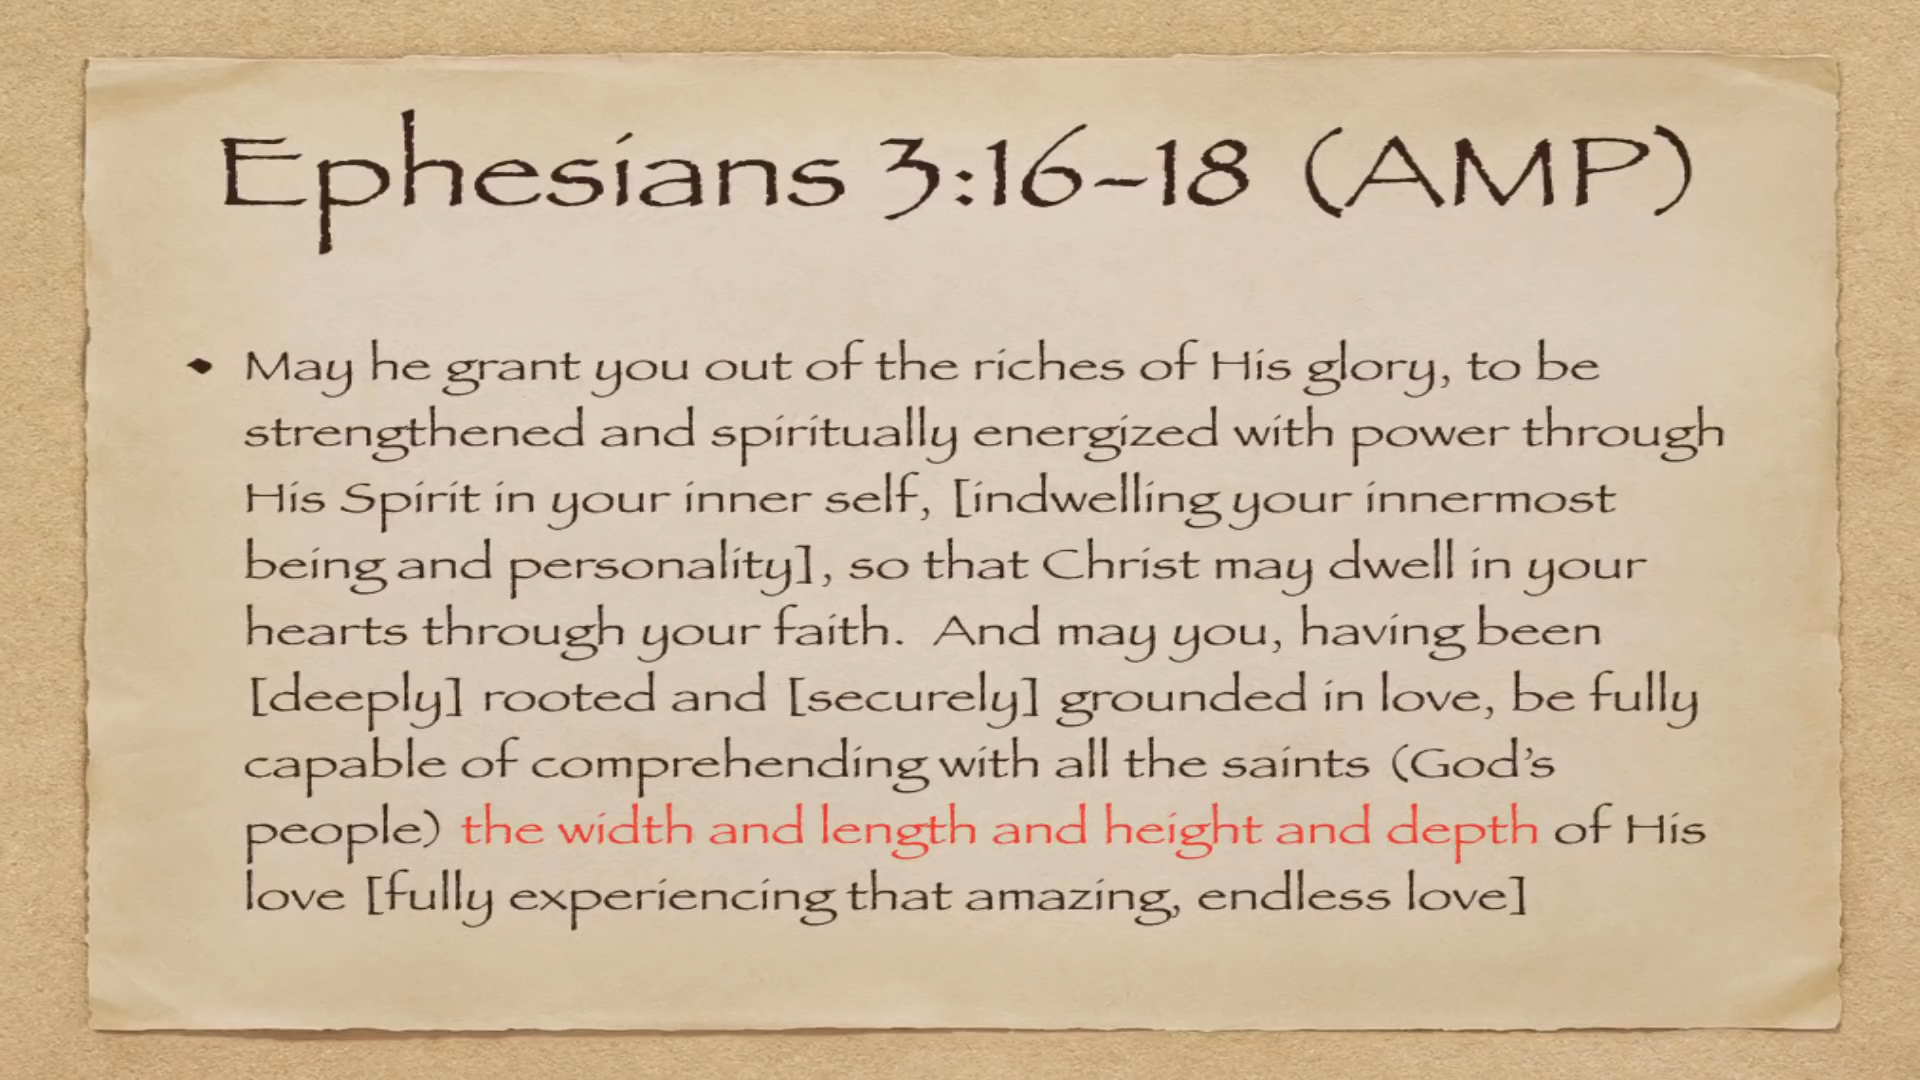 Ephesians 3:16-18 (AMP)
• May he grant you out of the riches of His glory, to be
strengthened and spiritually energized with power through
His Spirit in your inner self, [indwelling your innermost
being and personality], so that Christ may dwell in your
hearts through your faith.  And may you, having been
[deeply] rooted and [securely] grounded in love, be fully
capable of comprehending with all the saints (God's
people) the width and length and height and depth of His
love [fully experiencing that amazing, endless love]